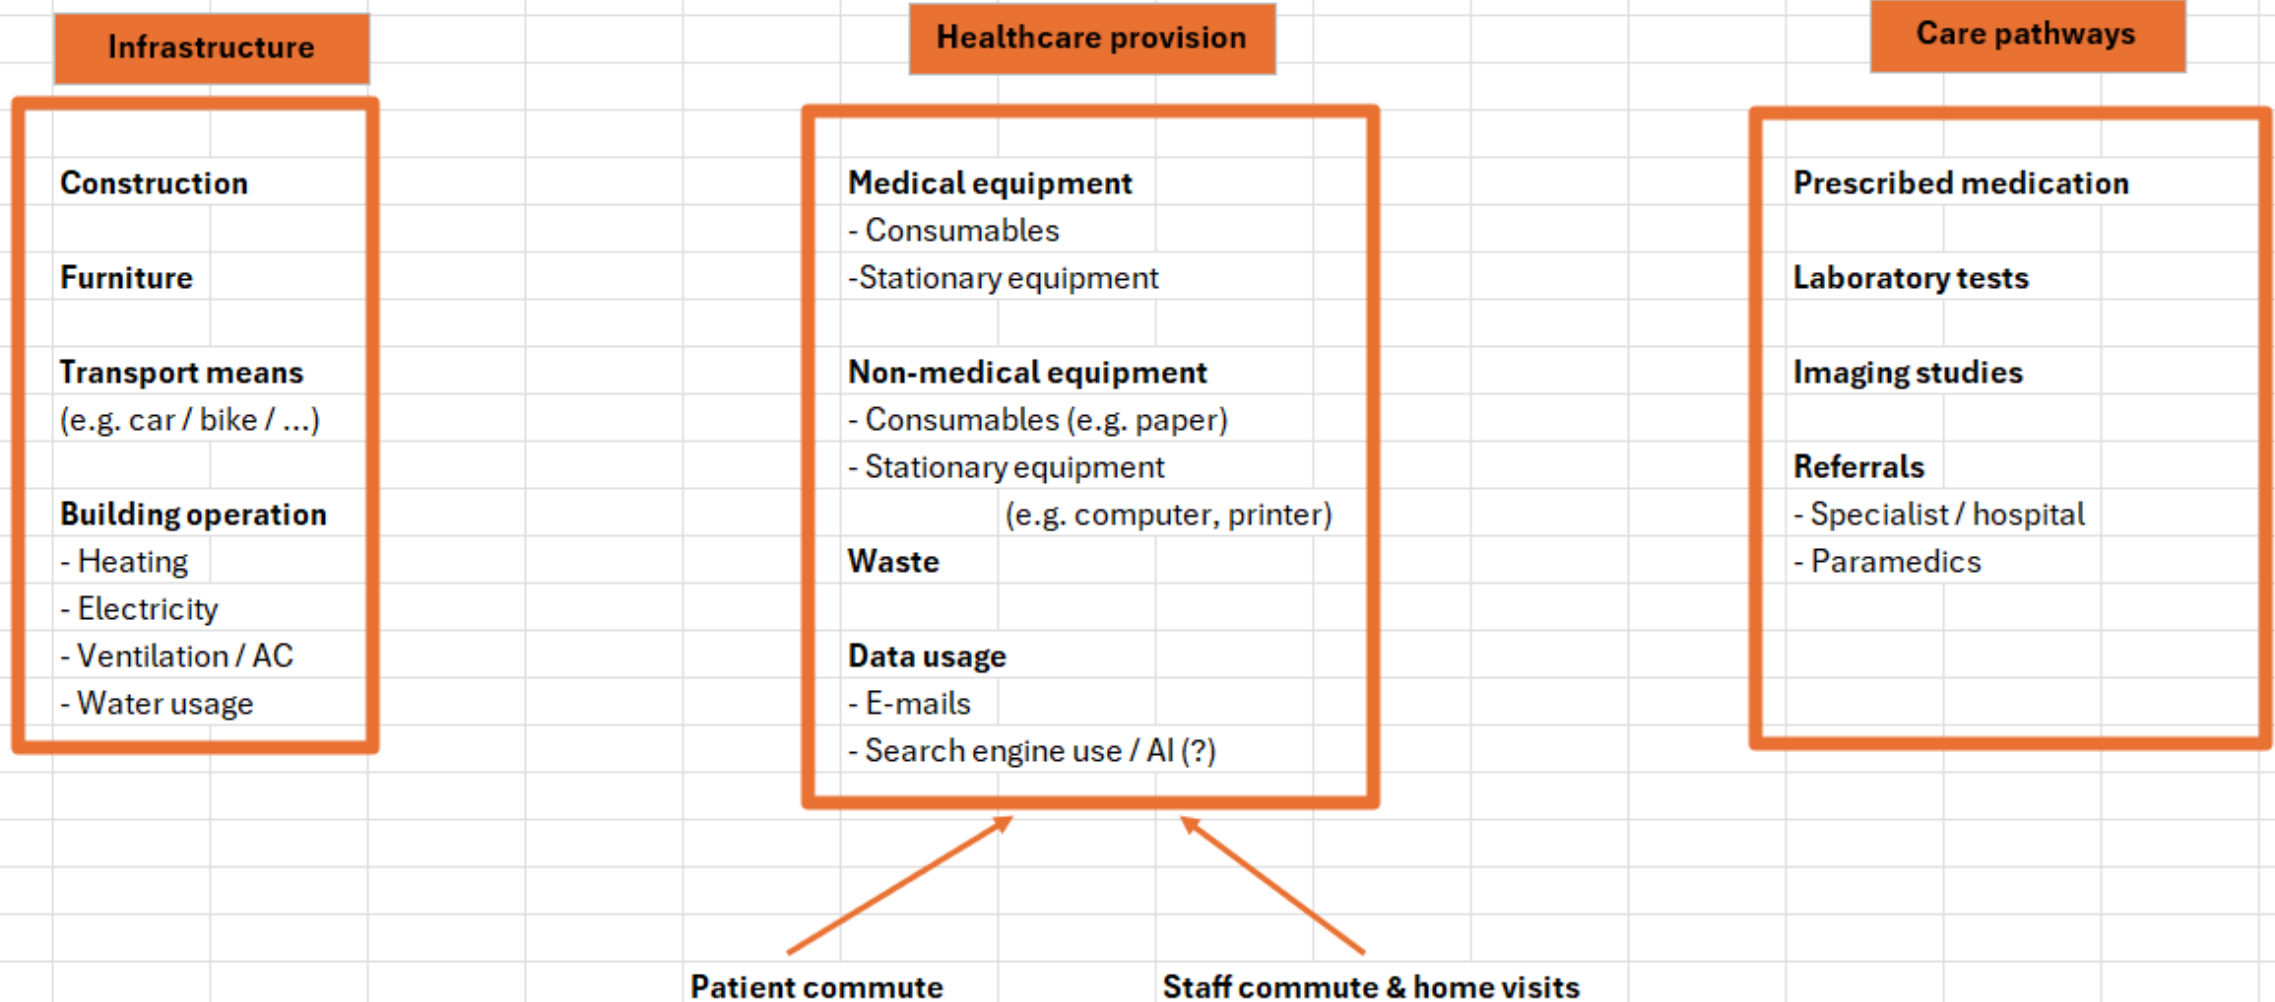 Infrastructure
Construction
Furniture
Transport means
(e.g. car / bike / ...)
Building operation
- Heating
- Electricity
- Ventilation / AC
- Water usage
Healthcare provision
Medical equipment
- Consumables
-Stationary equipment
Non-medical equipment
- Consumables (e.g. paper)
- Stationary equipment
(e.g. computer, printer)
Waste
Data usage
- E-mails
- Search engine use / AI (?)
Patient commute
Staff commute & home visits
Care pathways
Prescribed medication
Laboratory tests
Imaging studies
Referrals
- Specialist / hospital
- Paramedics